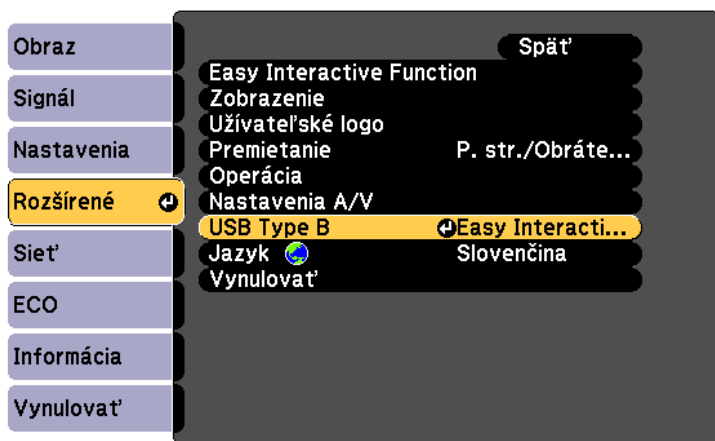 Obraz
Signál
Nastavenia
Rozšírené
Sieť
ECO
Informácia
Vynulovať
Späť
Easy Interactive Function
Zobrazenie
Užívateľské logo
Premietanie P. str./Obráte...
Operácia
Nastavenia A/V
USB Type B Easy Interacti...
Jazyk Slovenčina
Vynulovať